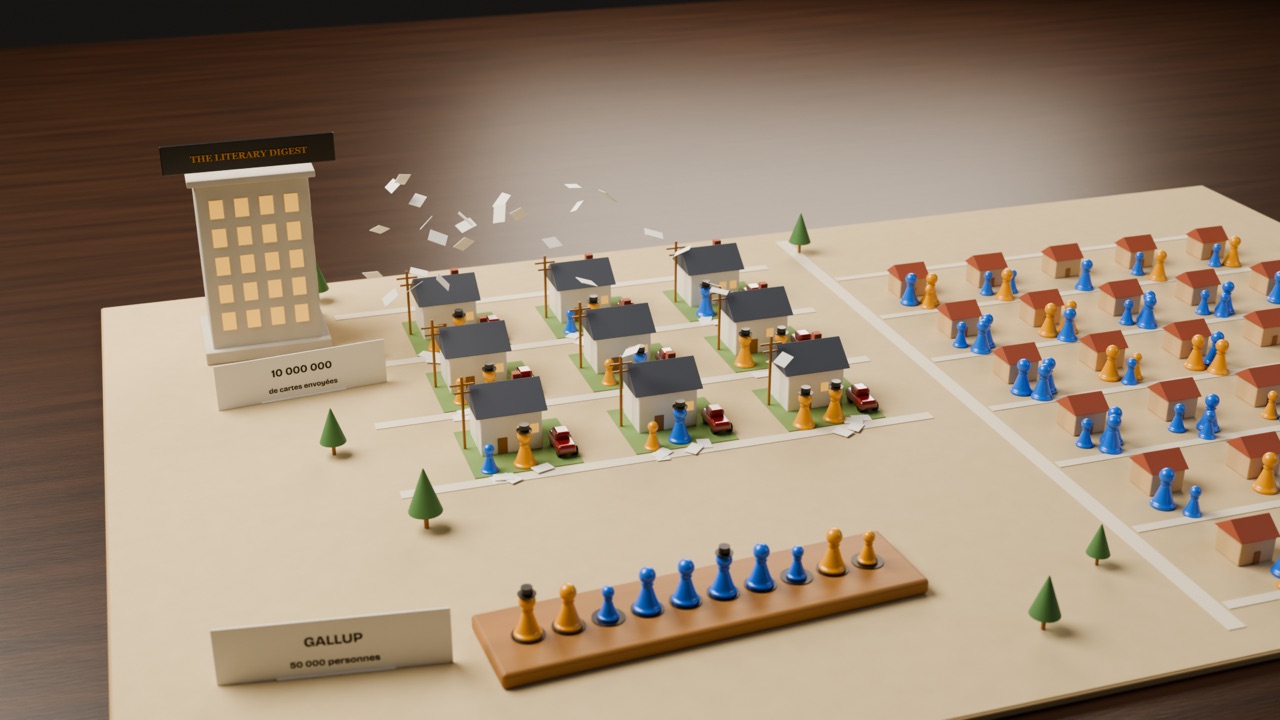 THE LITERARY DIGEST
10 000 000
de cartes envoyées
GALLUP
50 000 personnes